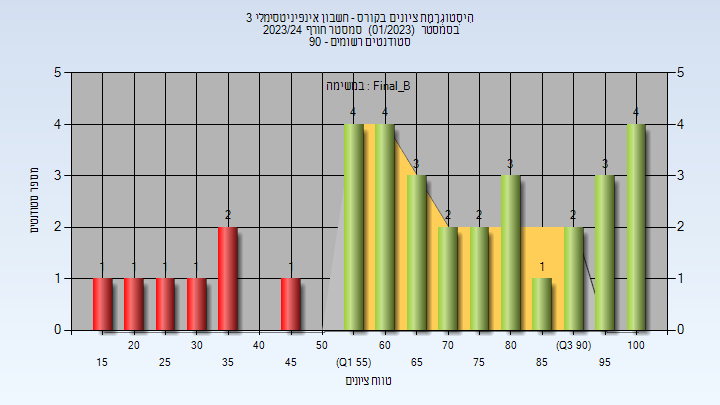 היסטוגרמת ציונים בקורס - חשבון אינפיניטסימלי 3
בסמסטר (01/2023) סמסטר חורף 2023/24
סטודנטים רשומים - 90
במשימה : Final_B
מספר סטודנטים
5 5
4 4
3 3
2 2
1 1
0 0
1 1 1 1 2 1 4 4 3 2 2 3 1 2 3 4
20 30 40 50 60 70 80 (Q3 90) 100
15 25 35 45 (Q1 55) 65 75 85 95
טווח ציונים